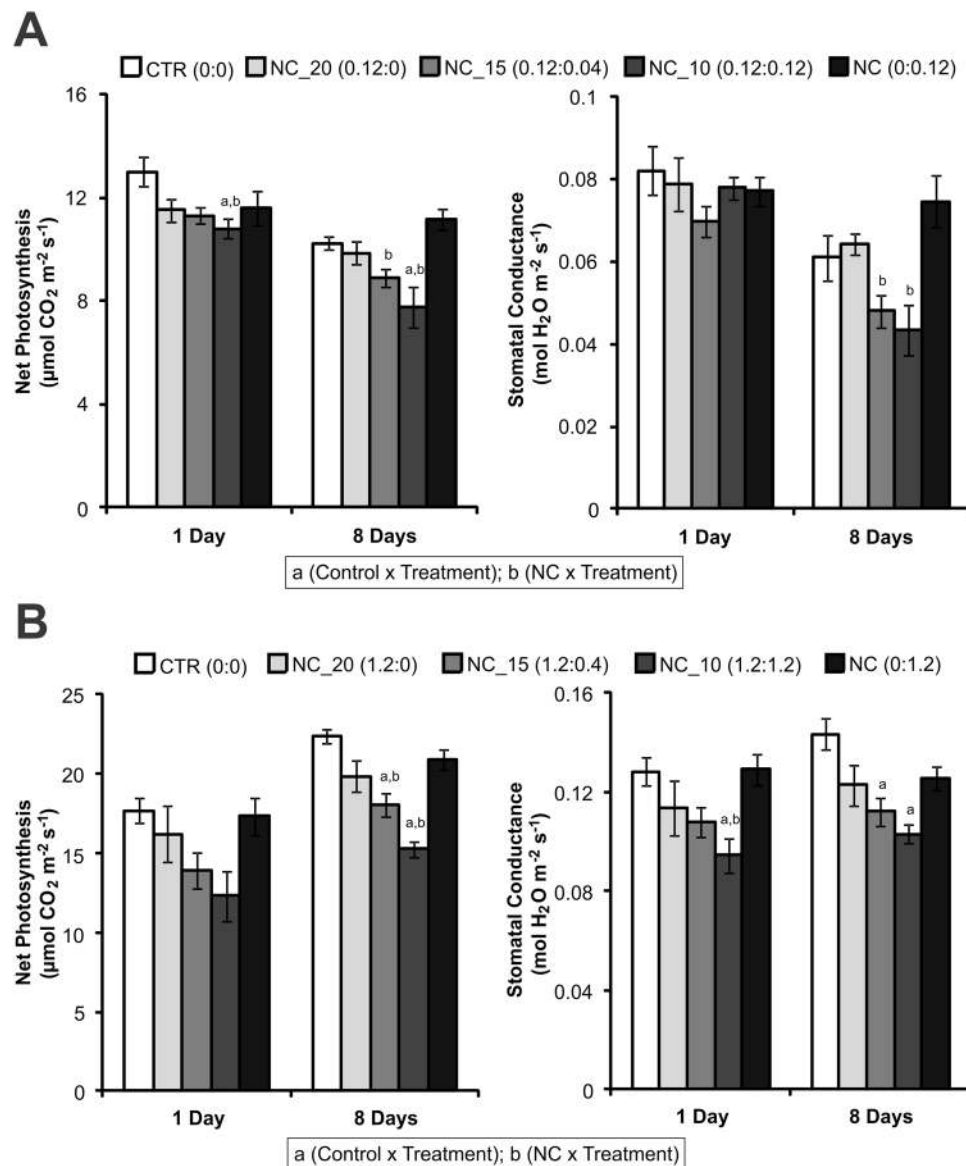 A
CTR (0:0) NC_20 (0.12:0) NC_15 (0.12:0.04) NC_10 (0.12:0.12) NC (0:0.12)
Net Photosynthesis
(µmol CO₂ m⁻² s⁻¹)
16
12
8
4
0
a,b
b
a,b
1 Day
8 Days
Stomatal Conductance
(mol H₂O m⁻² s⁻¹)
0.1
0.08
0.06
0.04
0.02
0
b
b
1 Day
8 Days
a (Control x Treatment); b (NC x Treatment)
B
CTR (0:0) NC_20 (1.2:0) NC_15 (1.2:0.4) NC_10 (1.2:1.2) NC (0:1.2)
Net Photosynthesis
(µmol CO₂ m⁻² s⁻¹)
25
20
15
10
5
0
a,b
a,b
1 Day
8 Days
Stomatal Conductance
(mol H₂O m⁻² s⁻¹)
0.16
0.12
0.08
0.04
0
a,b
a
a
1 Day
8 Days
a (Control x Treatment); b (NC x Treatment)